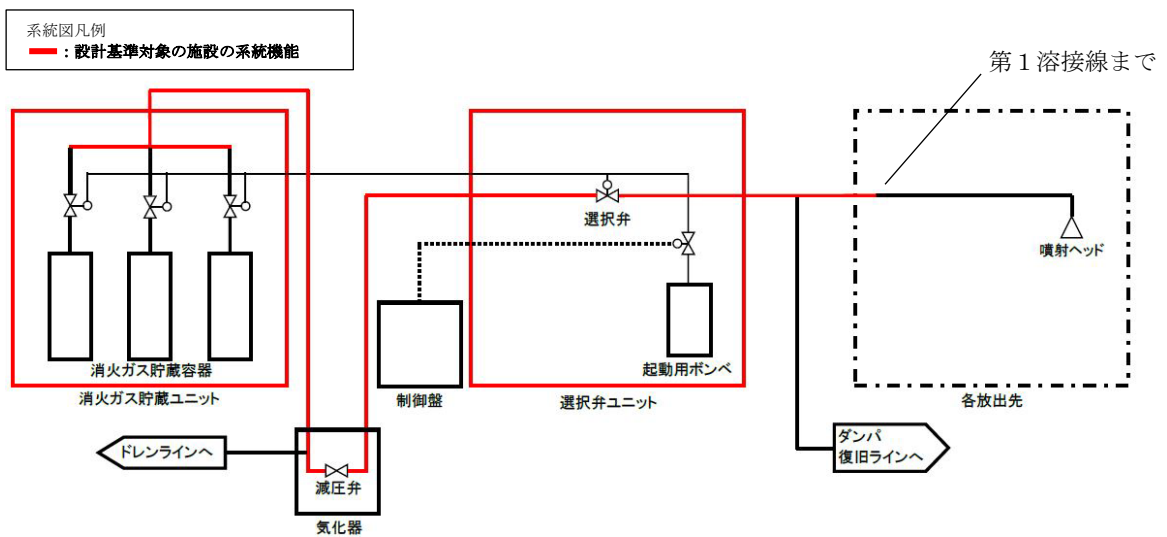 系統図凡例
：設計基準対象の施設の系統機能
第１溶接線まで
選択弁
噴射ヘッド
消火ガス貯蔵容器
起動用ボンベ
消火ガス貯蔵ユニット
制御盤
選択弁ユニット
各放出先
ドレンラインへ
ダンパ
復旧ラインへ
減圧弁
気化器